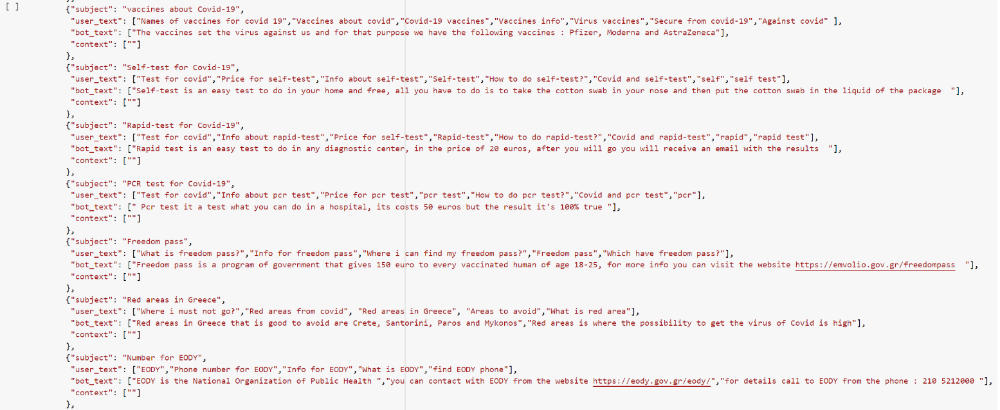 [ ]
{"subject": "vaccines about Covid-19",
"user_text": ["Names of vaccines for covid 19","Vaccines about covid","Covid-19 vaccines","Vaccines info","Virus vaccines","Secure from covid-19","Against covid" ],
"bot_text": ["The vaccines set the virus against us and for that purpose we have the following vaccines : Pfizer, Moderna and AstraZeneca"],
"context": [""]
},
{"subject": "Self-test for Covid-19",
"user_text": ["Test for covid","Price for self-test","Info about self-test","Self-test","How to do self-test?","Covid and self-test","self","self test"],
"bot_text": ["Self-test is an easy test to do in your home and free, all you have to do is to take the cotton swab in your nose and then put the cotton swab in the liquid of the package  "],
"context": [""]
},
{"subject": "Rapid-test for Covid-19",
"user_text": ["Test for covid","Info about rapid-test","Price for self-test","Rapid-test","How to do rapid-test?","Covid and rapid-test","rapid","rapid test"],
"bot_text": ["Rapid test is an easy test to do in any diagnostic center, in the price of 20 euros, after you will go you will receive an email with the results  "],
"context": [""]
},
{"subject": "PCR test for Covid-19",
"user_text": ["Test for covid","Info about pcr test","Price for pcr test","pcr test","How to do pcr test?","Covid and pcr test","pcr"],
"bot_text": [" Pcr test it a test what you can do in a hospital, its costs 50 euros but the result it's 100% true "],
"context": [""]
},
{"subject": "Freedom pass",
"user_text": ["What is freedom pass?","Info for freedom pass","Where i can find my freedom pass?","Freedom pass","Which have freedom pass?"],
"bot_text": ["Freedom pass is a program of government that gives 150 euro to every vaccinated human of age 18-25, for more info you can visit the website https://emvolio.gov.gr/freedompass  "],
"context": [""]
},
{"subject": "Red areas in Greece",
"user_text": ["Where i must not go?","Red areas from covid", "Red areas in Greece", "Areas to avoid","What is red area"],
"bot_text": ["Red areas in Greece that is good to avoid are Crete, Santorini, Paros and Mykonos","Red areas is where the possibility to get the virus of Covid is high"],
"context": [""]
},
{"subject": "Number for EODY",
"user_text": ["EODY","Phone number for EODY","Info for EODY","What is EODY","find EODY phone"],
"bot_text": ["EODY is the National Organization of Public Health ","you can contact with EODY from the website https://eody.gov.gr/eody/","for details call to EODY from the phone : 210 5212000 "],
"context": [""]
},